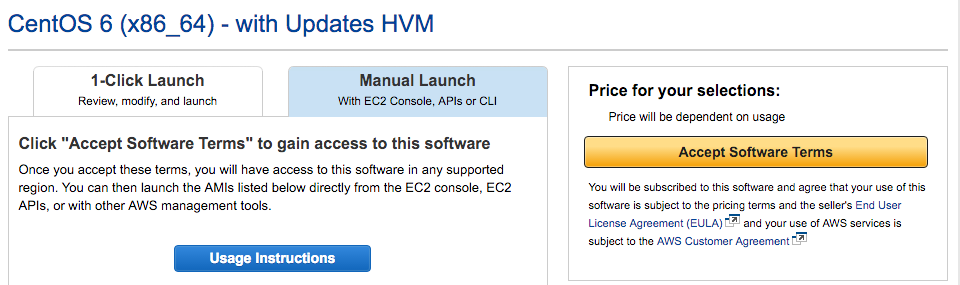 CentOS 6 (x86_64) - with Updates HVM
1-Click Launch
Review, modify, and launch
Manual Launch
With EC2 Console, APIs or CLI
Click "Accept Software Terms" to gain access to this software
Once you accept these terms, you will have access to this software in any supported
region. You can then launch the AMIs listed below directly from the EC2 console, EC2
APIs, or with other AWS management tools.
Usage Instructions
Price for your selections:
Price will be dependent on usage
Accept Software Terms
You will be subscribed to this software and agree that your use of this
software is subject to the pricing terms and the seller's End User
License Agreement (EULA) and your use of AWS services is
subject to the AWS Customer Agreement